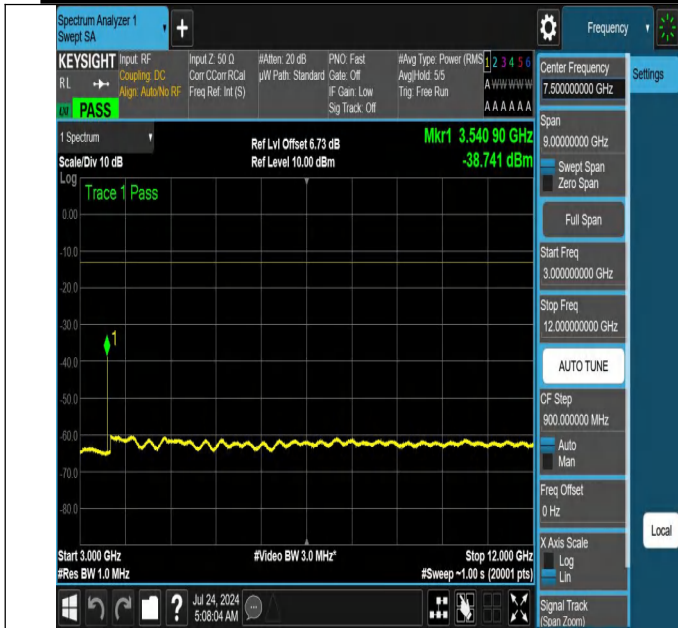 Spectrum Analyzer 1
Swept SA
+
Frequency
KEYSIGHT
RL
PASS
Input: RF
Coupling: DC
Align: Auto/No RF
Input Z: 50 Ω
Corr CCorr RCal
Freq Ref: Int (S)
#Atten: 20 dB
µW Path: Standard
PNO: Fast
Gate: Off
IF Gain: Low
Sig Track: Off
#Avg Type: Power (RMS
Avg|Hold: 5/5
Trig: Free Run
1 2 3 4 5 6
A W W W W W
A A A A A A
Center Frequency
7.500000000 GHz
Settings
Span
9.00000000 GHz
Swept Span
Zero Span
Full Span
Start Freq
3.000000000 GHz
Stop Freq
12.000000000 GHz
AUTO TUNE
CF Step
900.000000 MHz
Auto
Man
Freq Offset
0 Hz
X Axis Scale
Log
Lin
Signal Track
(Span Zoom)
Local
1 Spectrum
Scale/Div 10 dB
Ref Lvl Offset 6.73 dB
Ref Level 10.00 dBm
Mkr1 3.540 90 GHz
-38.741 dBm
Log
Trace 1 Pass
0.00
-10.0
-20.0
-30.0
1
-40.0
-50.0
-60.0
-70.0
-80.0
Start 3.000 GHz
#Res BW 1.0 MHz
#Video BW 3.0 MHz*
Stop 12.000 GHz
#Sweep ~1.00 s (20001 pts)
?
Jul 24, 2024
5:08:04 AM